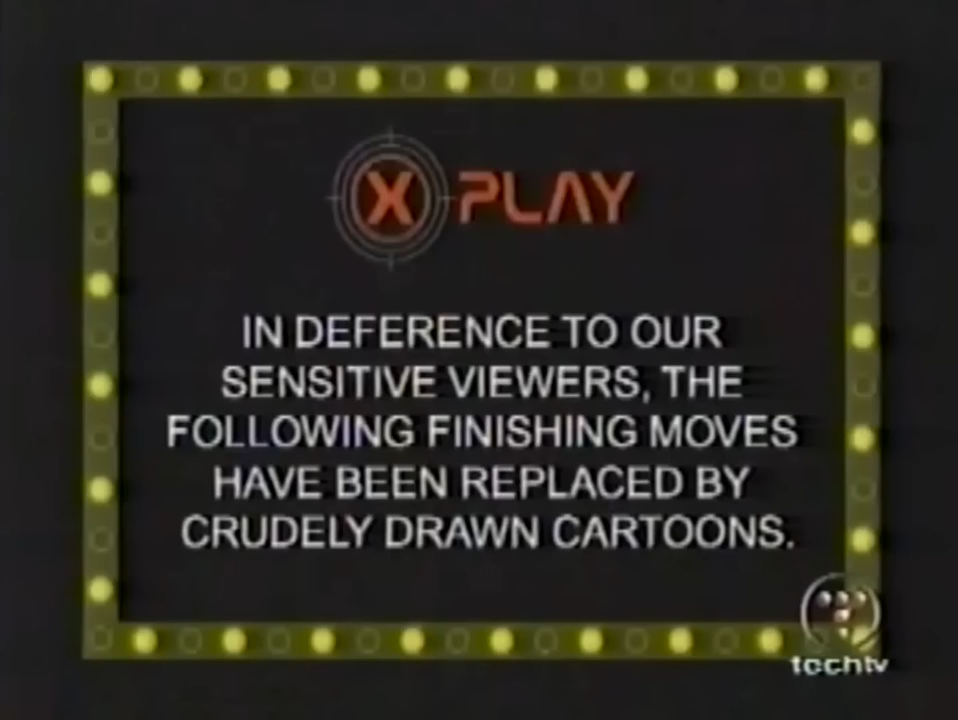 X PLAY
IN DEFERENCE TO OUR
SENSITIVE VIEWERS, THE
FOLLOWING FINISHING MOVES
HAVE BEEN REPLACED BY
CRUDELY DRAWN CARTOONS.
techtv